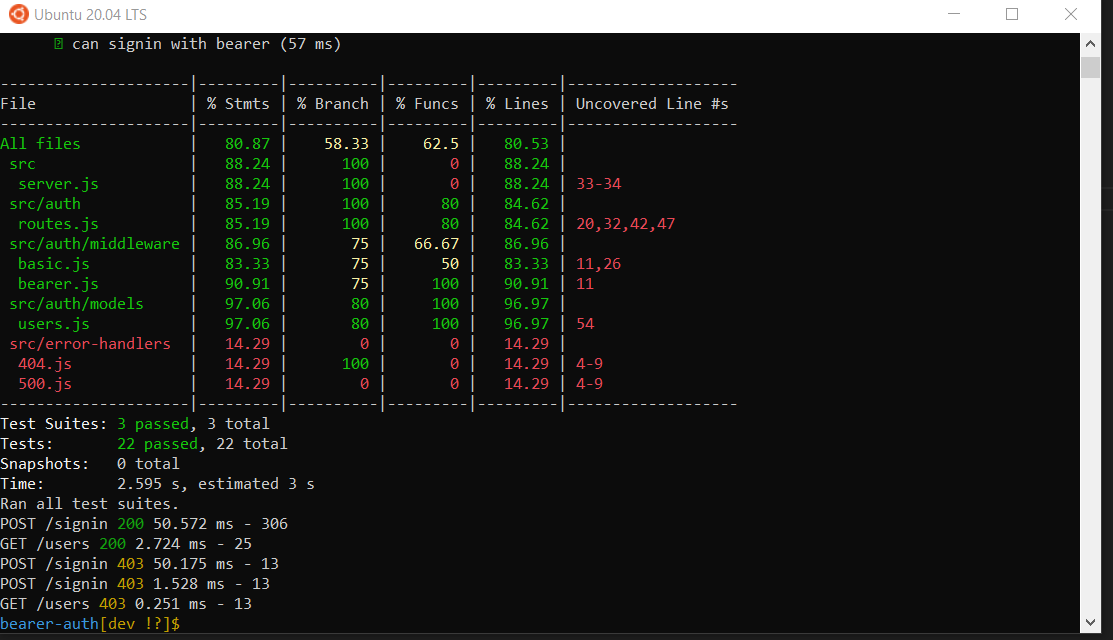 Ubuntu 20.04 LTS
can signin with bearer (57 ms)
--------------------|---------|----------|---------|---------|-------------------
File                | % Stmts | % Branch | % Funcs | % Lines | Uncovered Line #s
--------------------|---------|----------|---------|---------|-------------------
All files           |   80.87 |    58.33 |    62.5 |   80.53 |
 src                |   88.24 |      100 |       0 |   88.24 |
  server.js         |   88.24 |      100 |       0 |   88.24 | 33-34
 src/auth           |   85.19 |      100 |      80 |   84.62 |
  routes.js         |   85.19 |      100 |      80 |   84.62 | 20,32,42,47
 src/auth/middleware |   86.96 |       75 |   66.67 |   86.96 |
  basic.js          |   83.33 |       75 |      50 |   83.33 | 11,26
  bearer.js         |   90.91 |       75 |     100 |   90.91 | 11
 src/auth/models    |   97.06 |       80 |     100 |   96.97 |
  users.js          |   97.06 |       80 |     100 |   96.97 | 54
 src/error-handlers |   14.29 |        0 |       0 |   14.29 |
  404.js            |   14.29 |      100 |       0 |   14.29 | 4-9
  500.js            |   14.29 |        0 |       0 |   14.29 | 4-9
--------------------|---------|----------|---------|---------|-------------------
Test Suites: 3 passed, 3 total
Tests:       22 passed, 22 total
Snapshots:   0 total
Time:        2.595 s, estimated 3 s
Ran all test suites.
POST /signin 200 50.572 ms - 306
GET /users 200 2.724 ms - 25
POST /signin 403 50.175 ms - 13
POST /signin 403 1.528 ms - 13
GET /users 403 0.251 ms - 13
bearer-auth[dev !?]$